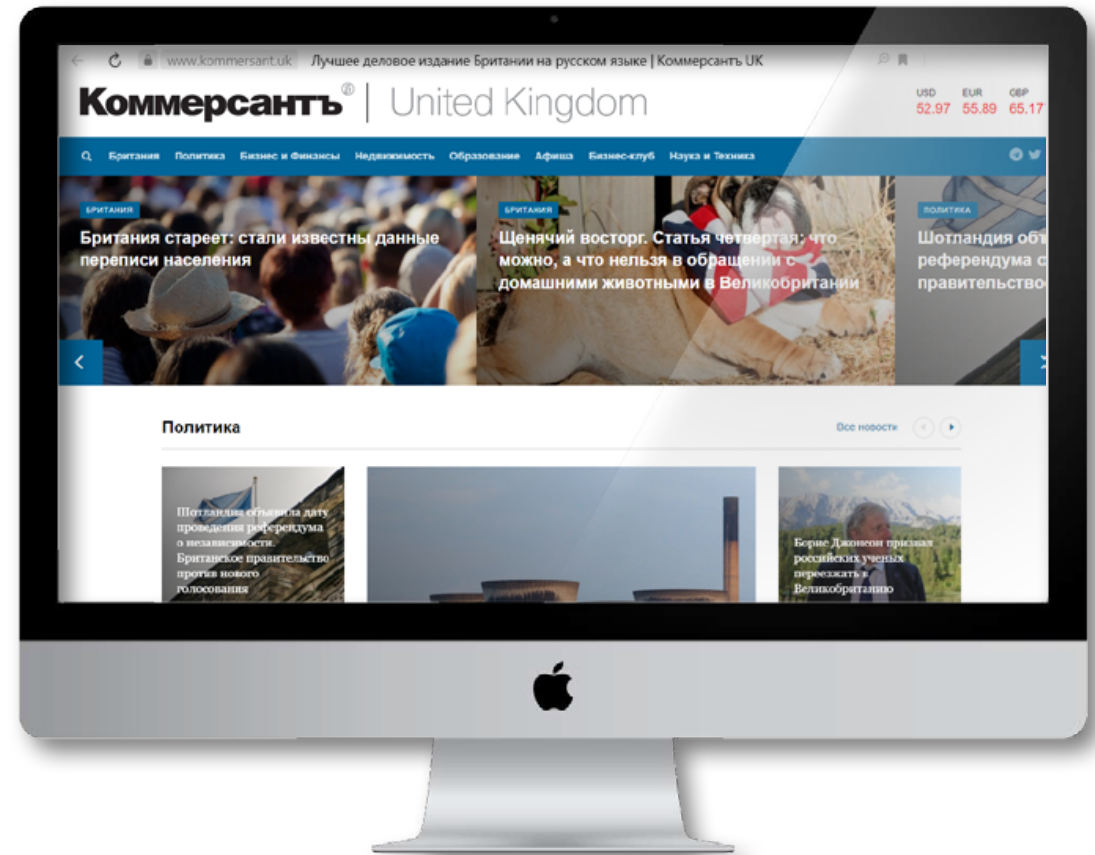 www.kommersant.uk Лучшее деловое издание Британии на русском языке | Коммерсантъ UK
Коммерсантъ® | United Kingdom
USD EUR GBP
52.97 55.89 65.17
Британия Политика Бизнес и Финансы Недвижимость Образование Афиша Бизнес-клуб Наука и Техника
БРИТАНИЯ
Британия стареет: стали известны данные
переписи населения
БРИТАНИЯ
Щенячий восторг. Статья четвертая: что
можно, а что нельзя в обращении с
домашними животными в Великобритании
ПОЛИТИКА
Шотландия объ
референдума с
правительство
Политика
Все новости
Шотландия объявила дату
проведения референдума
о независимости.
Британское правительство
против нового
голосования
Борис Джонсон призвал
российских ученых
переезжать в
Великобританию